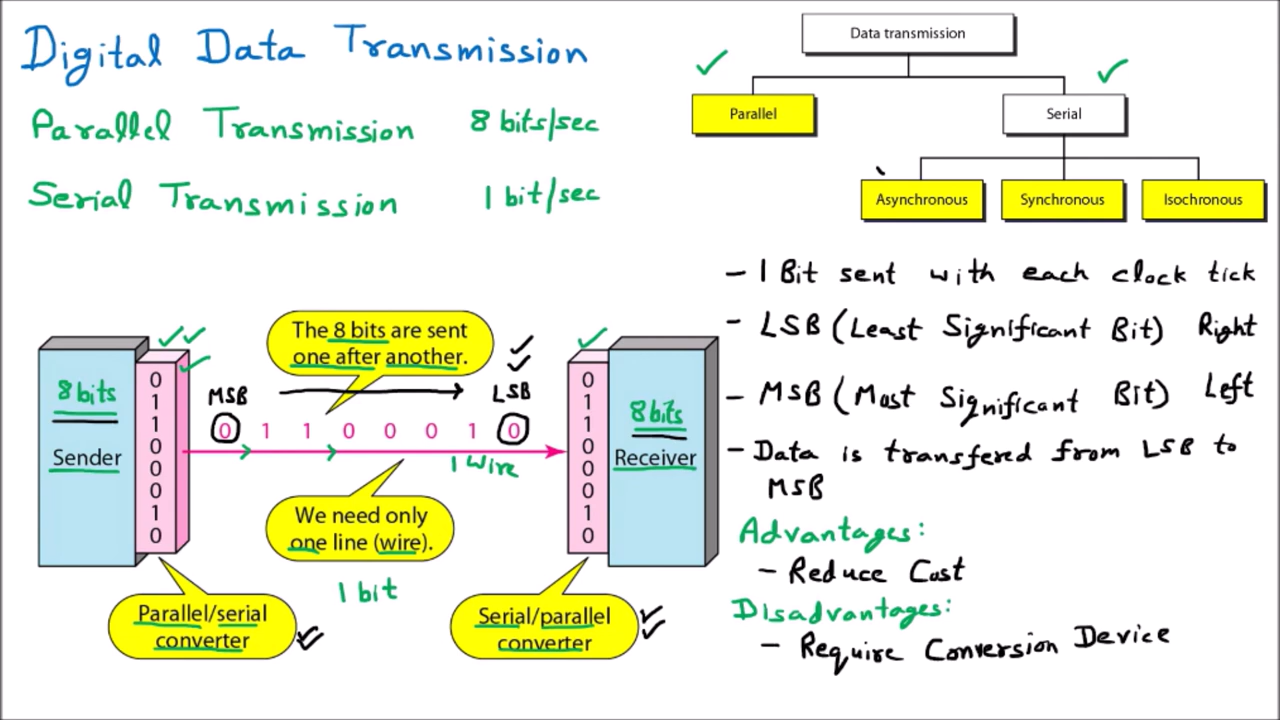 Digital Data Transmission
Parallel Transmission 8 bits/sec
Serial Transmission 1 bit/sec
Data transmission
Parallel
Serial
Asynchronous
Synchronous
Isochronous
The 8 bits are sent
one after another.
8 bits
Sender
0
1
1
0
0
0
1
0
MSB
LSB
0 1 1 0 0 0 1 0
1 wire
We need only
one line (wire).
1 bit
Parallel/serial
converter
0
1
1
0
0
0
1
0
8 bits
Receiver
Serial/parallel
converter
- 1 Bit sent with each clock tick
- LSB (Least Significant Bit) Right
- MSB (Most Significant Bit) Left
- Data is transfered from LSB to
MSB
Advantages:
- Reduce Cost
Disadvantages:
- Require Conversion Device